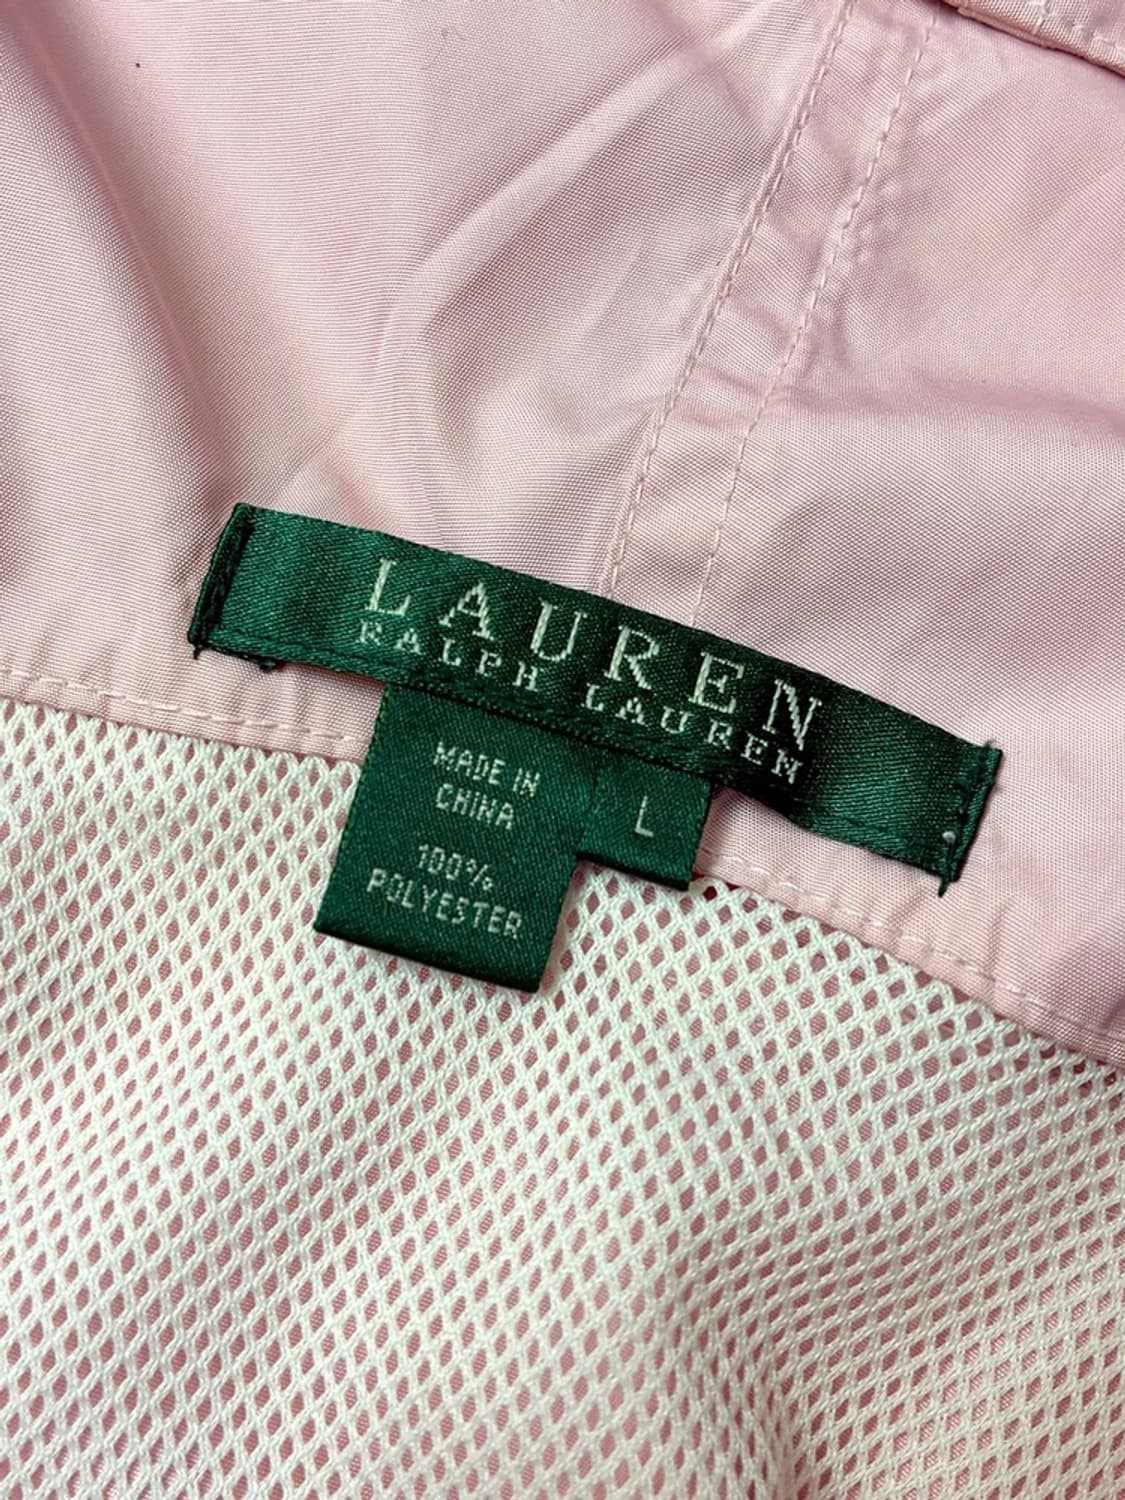 LAUREN
RALPH LAUREN
MADE IN
CHINA
100%
POLYESTER
L